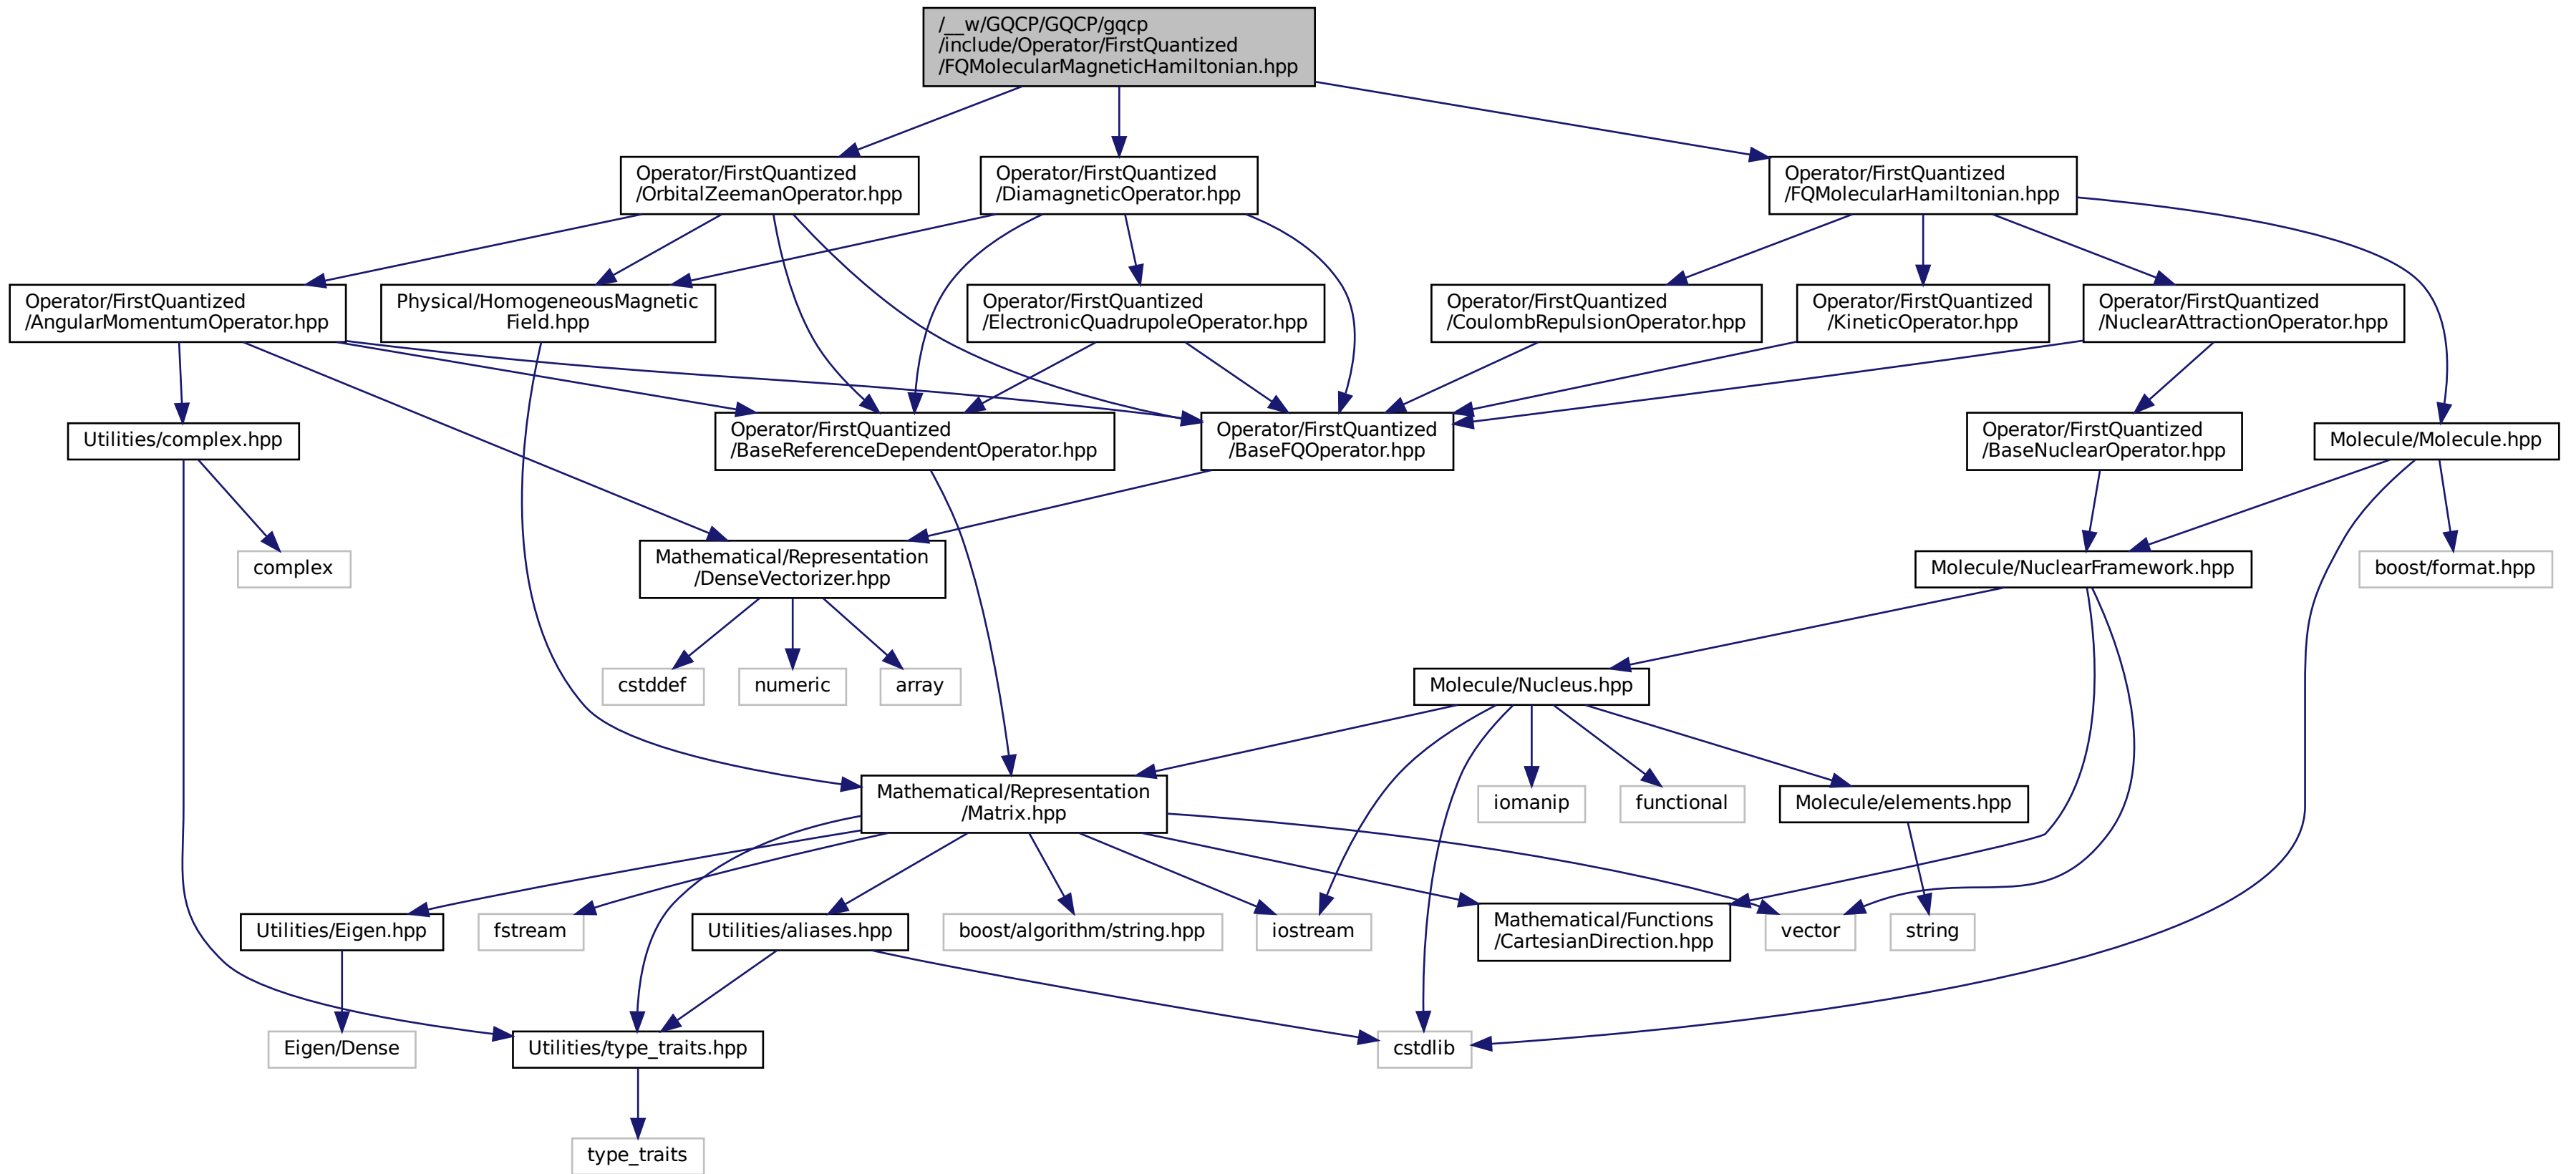 /__w/GQCP/GQCP/gqcp
/include/Operator/FirstQuantized
/FQMolecularMagneticHamiltonian.hpp
Operator/FirstQuantized
/OrbitalZeemanOperator.hpp
Operator/FirstQuantized
/DiamagneticOperator.hpp
Operator/FirstQuantized
/FQMolecularHamiltonian.hpp
Operator/FirstQuantized
/AngularMomentumOperator.hpp
Physical/HomogeneousMagnetic
Field.hpp
Operator/FirstQuantized
/ElectronicQuadrupoleOperator.hpp
Operator/FirstQuantized
/CoulombRepulsionOperator.hpp
Operator/FirstQuantized
/KineticOperator.hpp
Operator/FirstQuantized
/NuclearAttractionOperator.hpp
Utilities/complex.hpp
Operator/FirstQuantized
/BaseReferenceDependentOperator.hpp
Operator/FirstQuantized
/BaseFQOperator.hpp
Operator/FirstQuantized
/BaseNuclearOperator.hpp
Molecule/Molecule.hpp
complex
Mathematical/Representation
/DenseVectorizer.hpp
Molecule/NuclearFramework.hpp
boost/format.hpp
cstddef
numeric
array
Molecule/Nucleus.hpp
Mathematical/Representation
/Matrix.hpp
iomanip
functional
Molecule/elements.hpp
Utilities/Eigen.hpp
fstream
Utilities/aliases.hpp
boost/algorithm/string.hpp
iostream
Mathematical/Functions
/CartesianDirection.hpp
vector
string
Eigen/Dense
Utilities/type_traits.hpp
cstdlib
type_traits